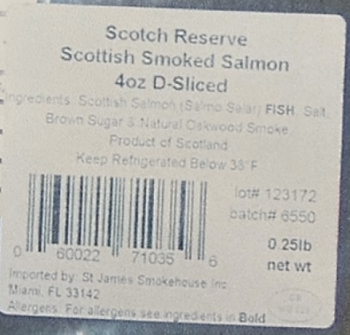 Scotch Reserve
Scottish Smoked Salmon
4oz D-Sliced
Ingredients: Scottish Salmon (Salmo Salar) FISH, Salt,
Brown Sugar & Natural Oakwood Smoke
Product of Scotland
Keep Refrigerated Below 38°F
lot# 123172
batch# 6550
0.25lb
net wt
0 60022 71035 6
Imported by: St James Smokehouse Inc
Miami, FL 33142
Allergens: For allergens see ingredients in Bold